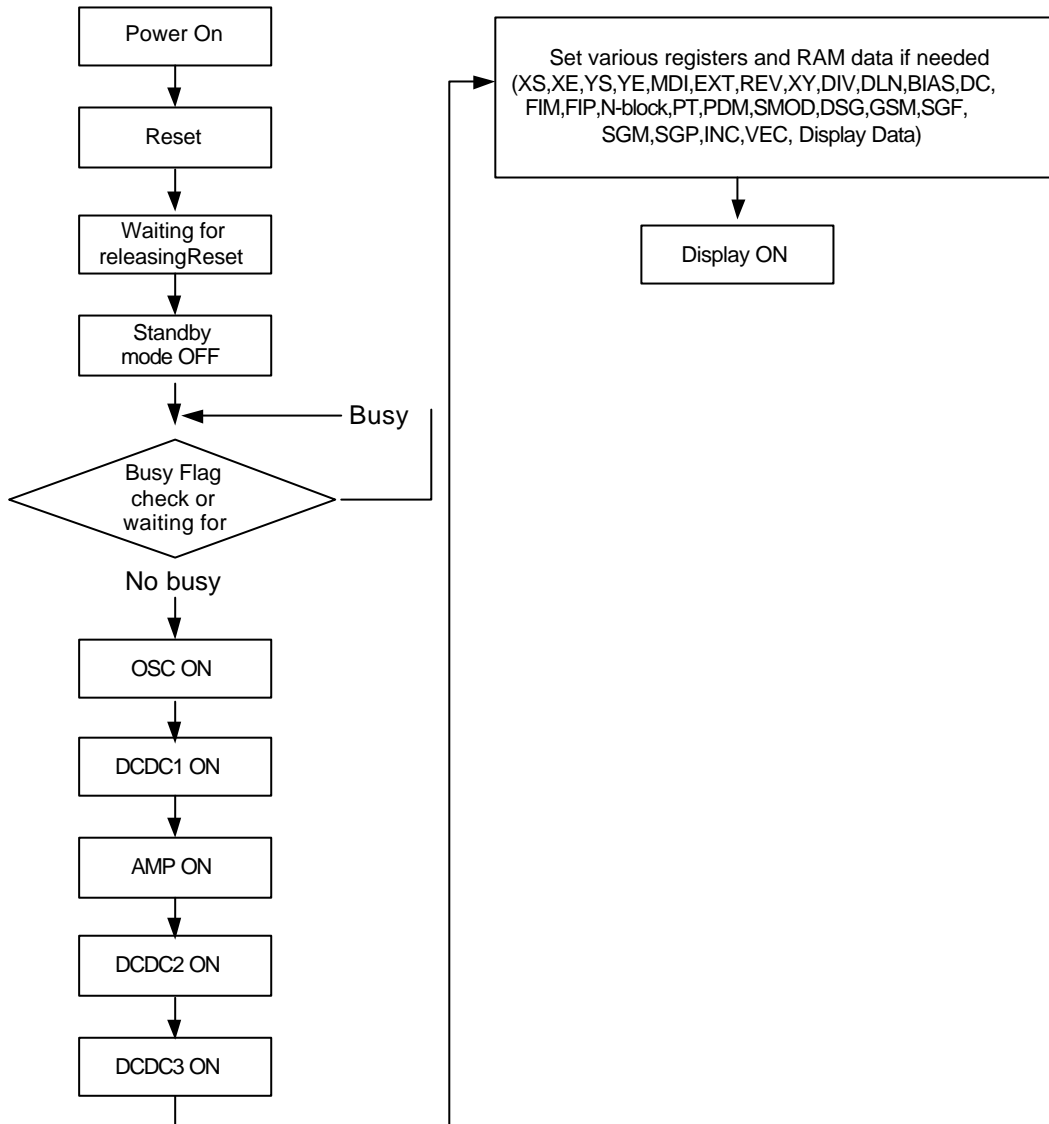 Power On
Reset
Waiting for
releasingReset
Standby
mode OFF
Busy
Busy Flag
check or
waiting for
No busy
OSC ON
DCDC1 ON
AMP ON
DCDC2 ON
DCDC3 ON
Set various registers and RAM data if needed
(XS,XE,YS,YE,MDI,EXT,REV,XY,DIV,DLN,BIAS,DC,
FIM,FIP,N-block,PT,PDM,SMOD,DSG,GSM,SGF,
SGM,SGP,INC,VEC, Display Data)
Display ON